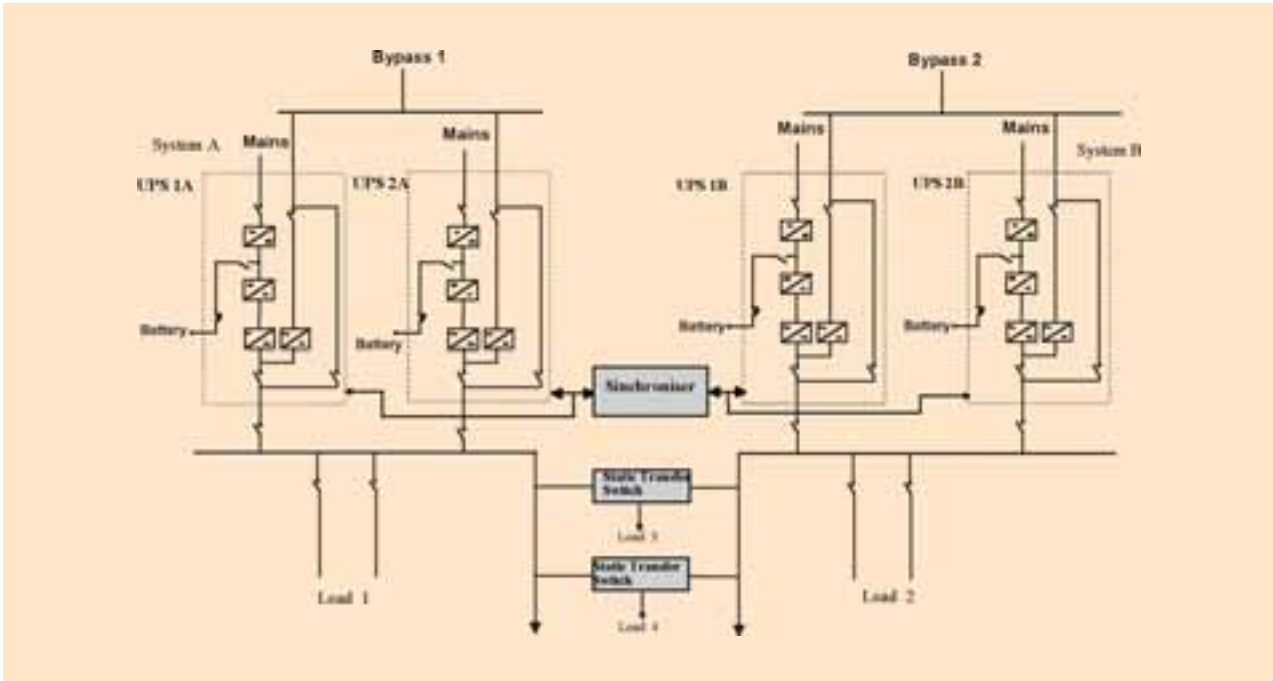 Bypass 1
Bypass 2
System A
Mains
Mains
Mains
Mains
System B
UPS 1A
UPS 2A
UPS 1B
UPS 2B
Battery
Battery
Battery
Battery
Sinchroniser
Static Transfer
Switch
Load 3
Static Transfer
Switch
Load 4
Load 1
Load 2